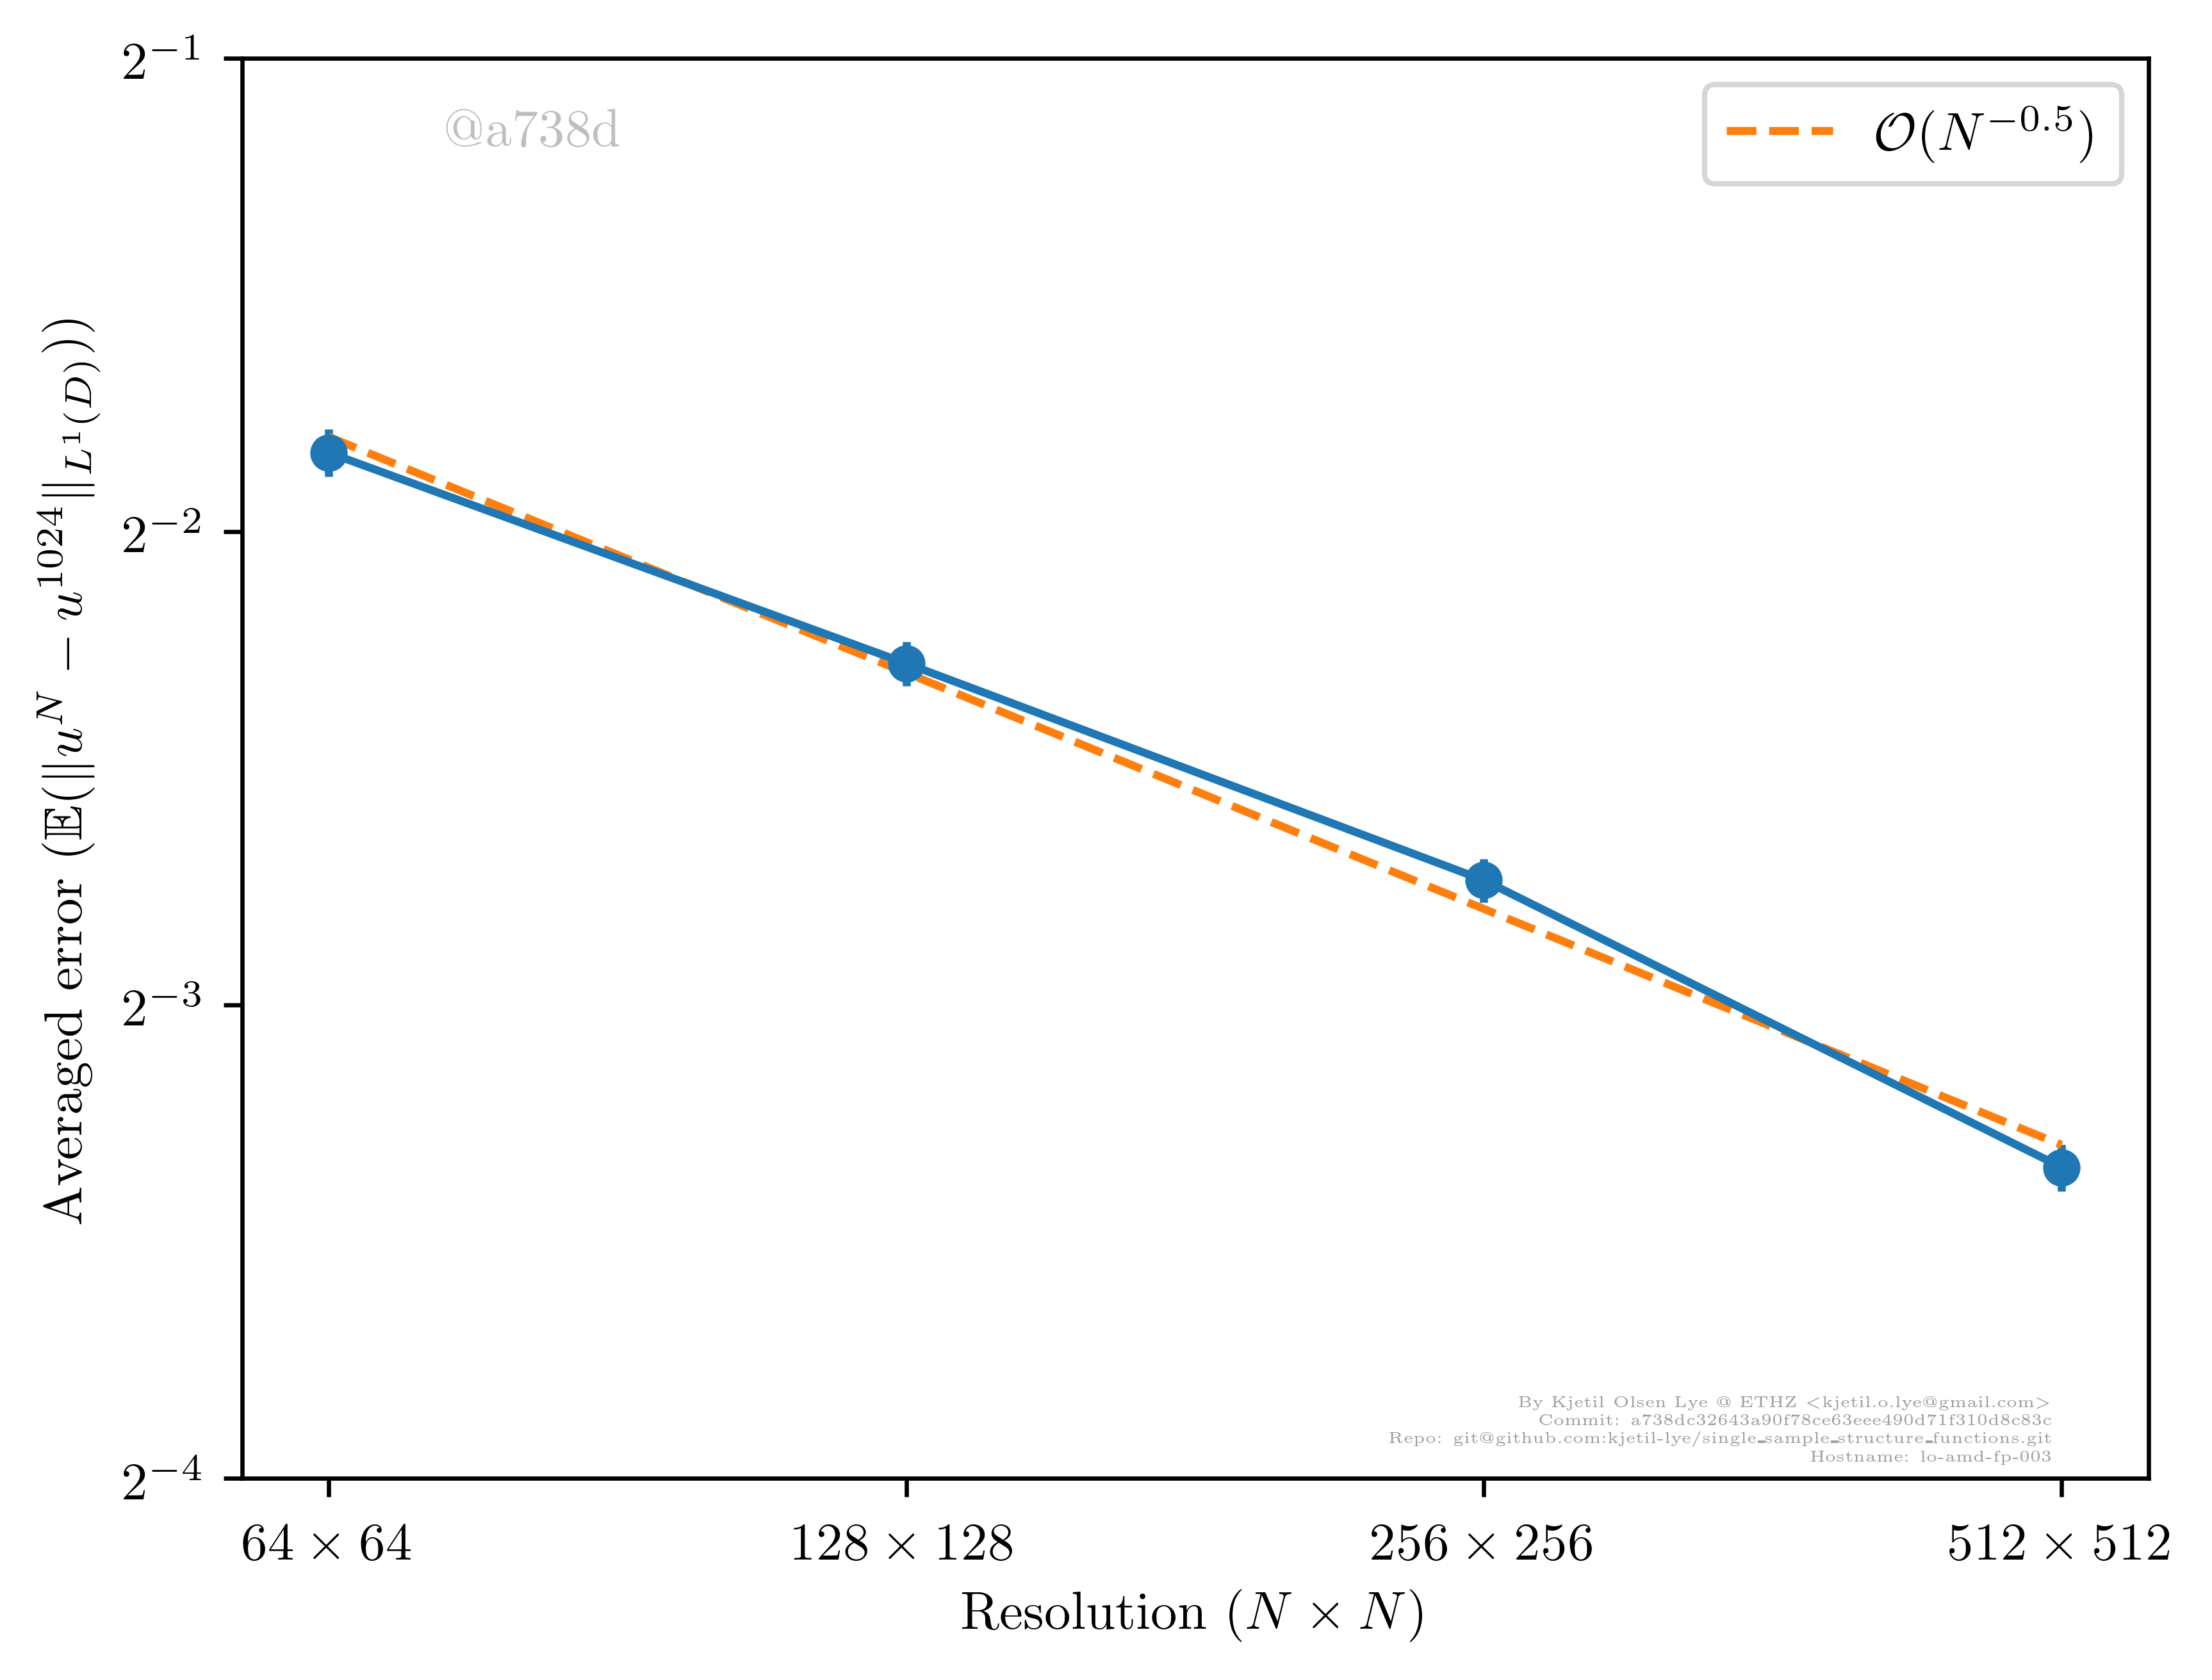 2^{-1}
@a738d
\mathcal{O}(N^{-0.5})
2^{-2}
2^{-3}
2^{-4}
Averaged error (\mathbb{E}(||u^N − u^{1024}||_{L^1(D)}))
By Kjetil Olsen Lye @ ETHZ <kjetil.o.lye@gmail.com>
Commit: a738dc32643a90f78ce63eee490d71f310d8c83c
Repo: git@github.com:kjetil-lye/single_sample_structure_functions.git
Hostname: lo-amd-fp-003
64 × 64 128 × 128 256 × 256 512 × 512
Resolution (N × N)